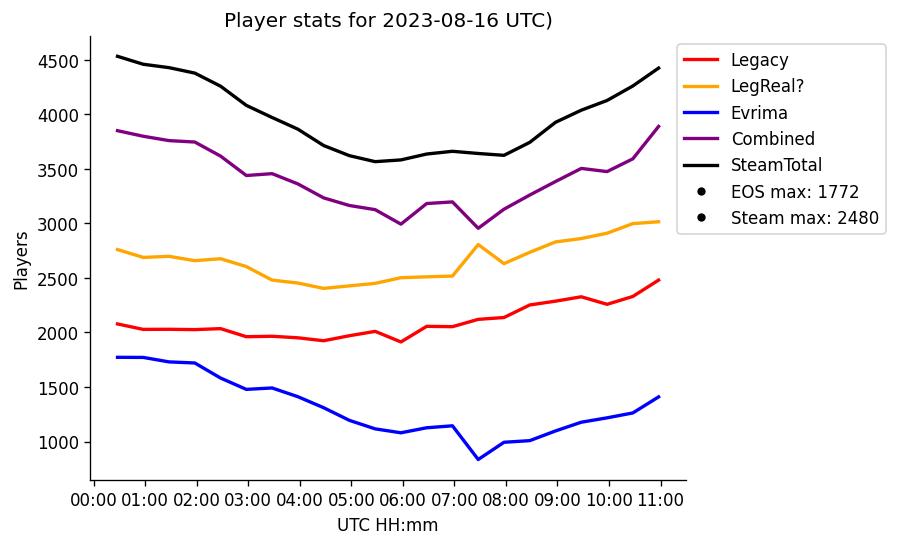 Player stats for 2023-08-16 UTC)
Players
4500
4000
3500
3000
2500
2000
1500
1000
00:00 01:00 02:00 03:00 04:00 05:00 06:00 07:00 08:00 09:00 10:00 11:00
UTC HH:mm
Legacy
LegReal?
Evrima
Combined
SteamTotal
EOS max: 1772
Steam max: 2480